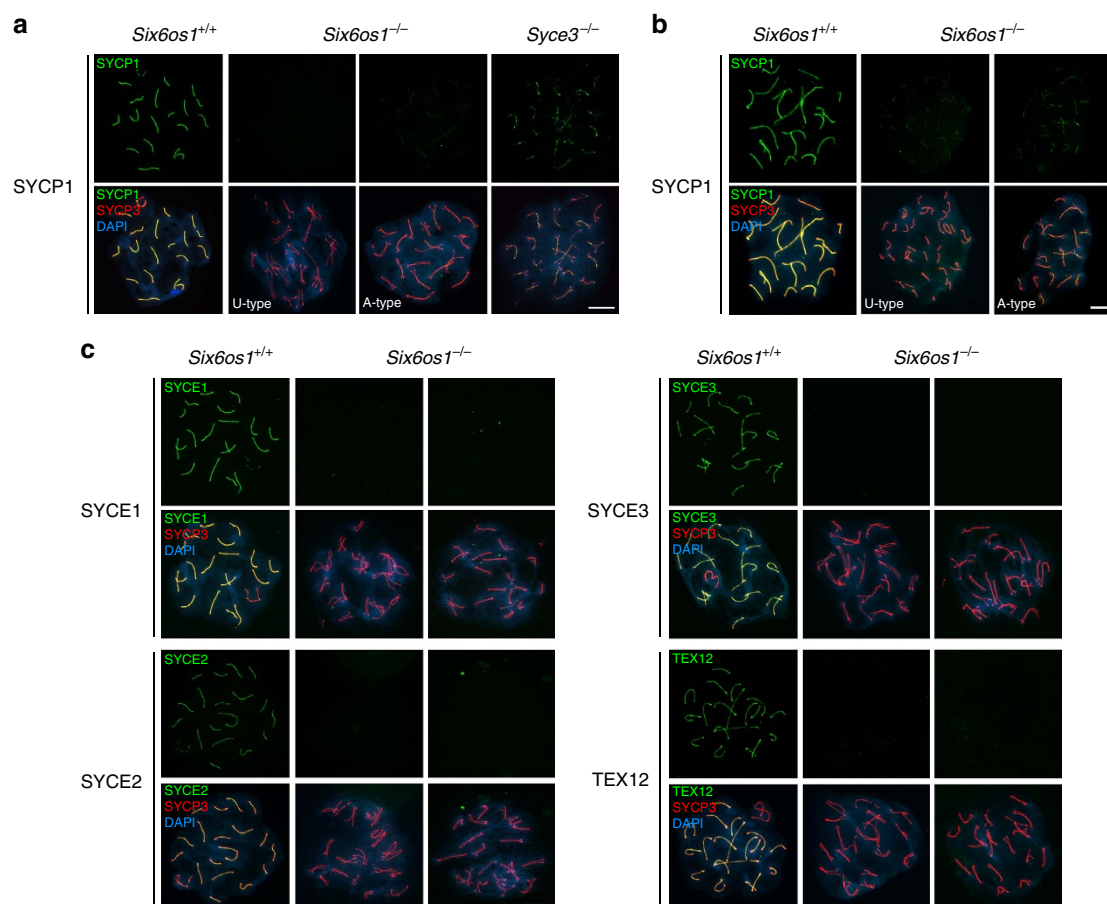 a
Six6os1+/+
Six6os1−/−
Syce3−/−
SYCP1
SYCP1
SYCP1
SYCP3
DAPI
U-type
A-type
b
Six6os1+/+
Six6os1−/−
SYCP1
SYCP1
SYCP1
SYCP3
DAPI
U-type
A-type
c
Six6os1+/+
Six6os1−/−
SYCE1
SYCE1
SYCE1
SYCP3
DAPI
SYCE2
SYCE2
SYCE2
SYCP3
DAPI
Six6os1+/+
Six6os1−/−
SYCE3
SYCE3
SYCE3
SYCP3
DAPI
TEX12
TEX12
TEX12
SYCP3
DAPI